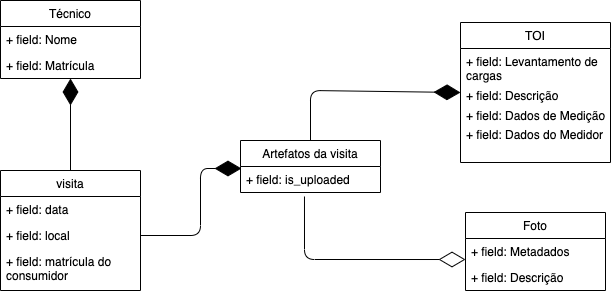 Técnico
+ field: Nome
+ field: Matrícula
visita
+ field: data
+ field: local
+ field: matrícula do
consumidor
Artefatos da visita
+ field: is_uploaded
TOI
+ field: Levantamento de
cargas
+ field: Descrição
+ field: Dados de Medição
+ field: Dados do Medidor
Foto
+ field: Metadados
+ field: Descrição